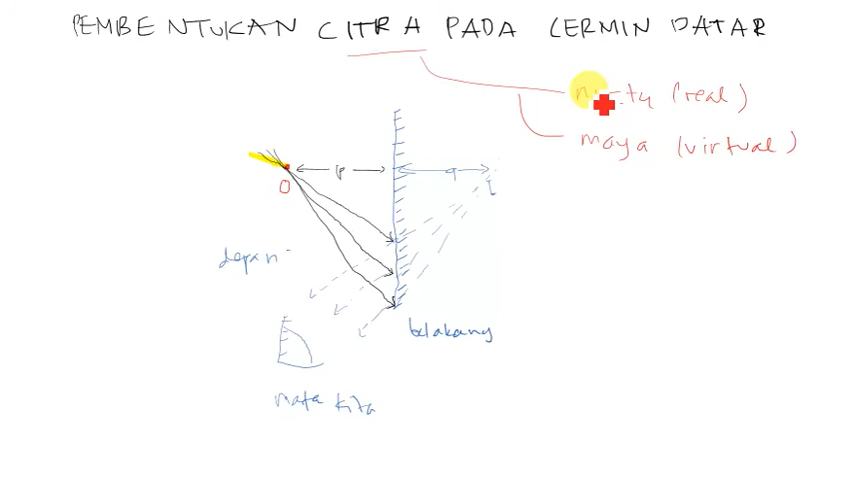 PEMBENTUKAN CITRA PADA CERMIN DATAR
(real)
maya (virtual)
p
q
I
O
depan
belakang
mata kita